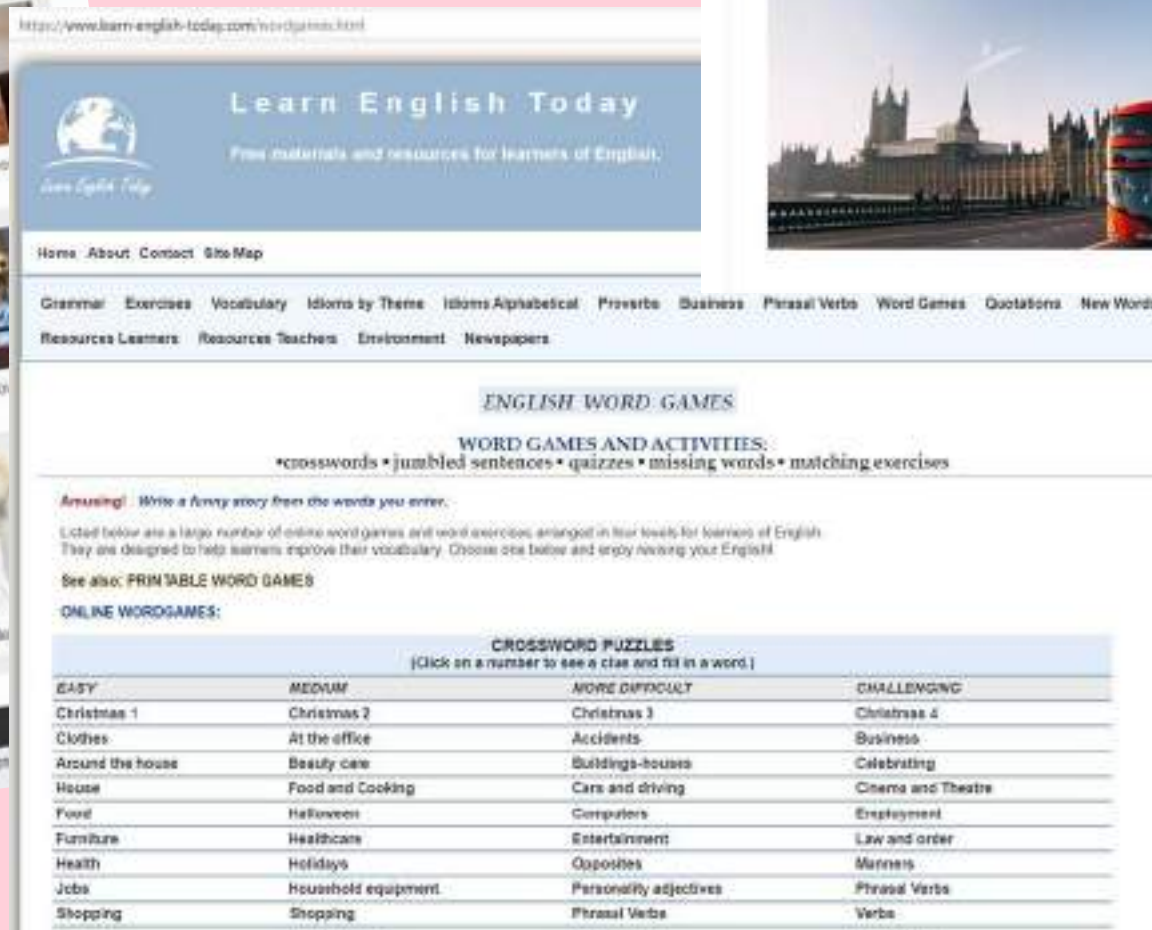 https://www.learn-english-today.com/wordgames.html
Learn English Today
Free materials and resources for learners of English.
Learn English Today
Home About Contact Site Map
Grammar Exercises Vocabulary Idioms by Theme Idioms Alphabetical Proverbs Business Phrasal Verbs Word Games Quotations New Words
Resources Learners Resources Teachers Environment Newspapers
ENGLISH WORD GAMES
WORD GAMES AND ACTIVITIES:
•crosswords • jumbled sentences • quizzes • missing words • matching exercises
Amusing! Write a funny story from the words you enter.
Listed below are a large number of online word games and word exercises arranged in four levels for learners of English.
They are designed to help learners improve their vocabulary. Choose one below and enjoy revising your English!
See also: PRINTABLE WORD GAMES
ONLINE WORDGAMES:
CROSSWORD PUZZLES
(Click on a number to see a clue and fill in a word.)
EASY MEDIUM MORE DIFFICULT CHALLENGING
Christmas 1 Christmas 2 Christmas 3 Christmas 4
Clothes At the office Accidents Business
Around the house Beauty care Buildings-houses Celebrating
House Food and Cooking Cars and driving Cinema and Theatre
Food Halloween Computers Employment
Furniture Healthcare Entertainment Law and order
Health Holidays Opposites Manners
Jobs Household equipment Personality adjectives Phrasal Verbs
Shopping Shopping Phrasal Verbs Verbs